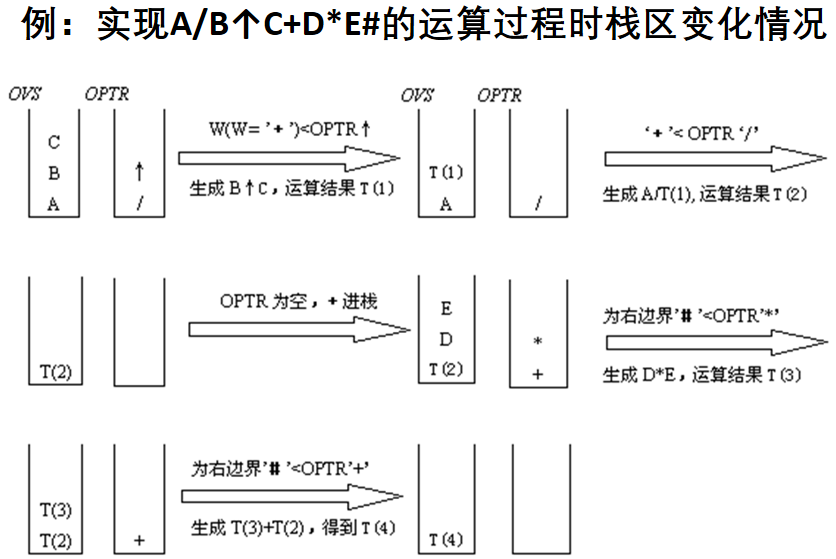 例：实现A/B↑C+D*E#的运算过程时栈区变化情况
OVS OPTR
C
B ↑
A /
W(W= ’+ ’)<OPTR↑
生成 B↑C，运算结果 T(1)
OVS OPTR
T(1)
A /
‘+ ’< OPTR ‘/’
生成 A/T(1), 运算结果 T(2)
T(2)
OPTR 为空，+ 进栈
E
D *
T(2) +
为右边界’# ’<OPTR’*’
生成 D*E，运算结果 T(3)
T(3)
T(2) +
为右边界’# ’<OPTR’+’
生成 T(3)+T(2)，得到 T(4)
T(4)